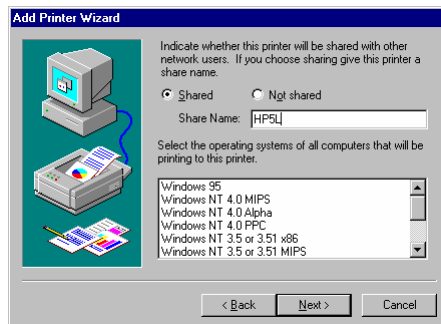 Add Printer Wizard
Indicate whether this printer will be shared with other
network users. If you choose sharing give this printer a
share name.
Shared Not shared
Share Name: HP5L
Select the operating systems of all computers that will be
printing to this printer.
Windows 95
Windows NT 4.0 MIPS
Windows NT 4.0 Alpha
Windows NT 4.0 PPC
Windows NT 3.5 or 3.51 x86
Windows NT 3.5 or 3.51 MIPS
< Back Next > Cancel